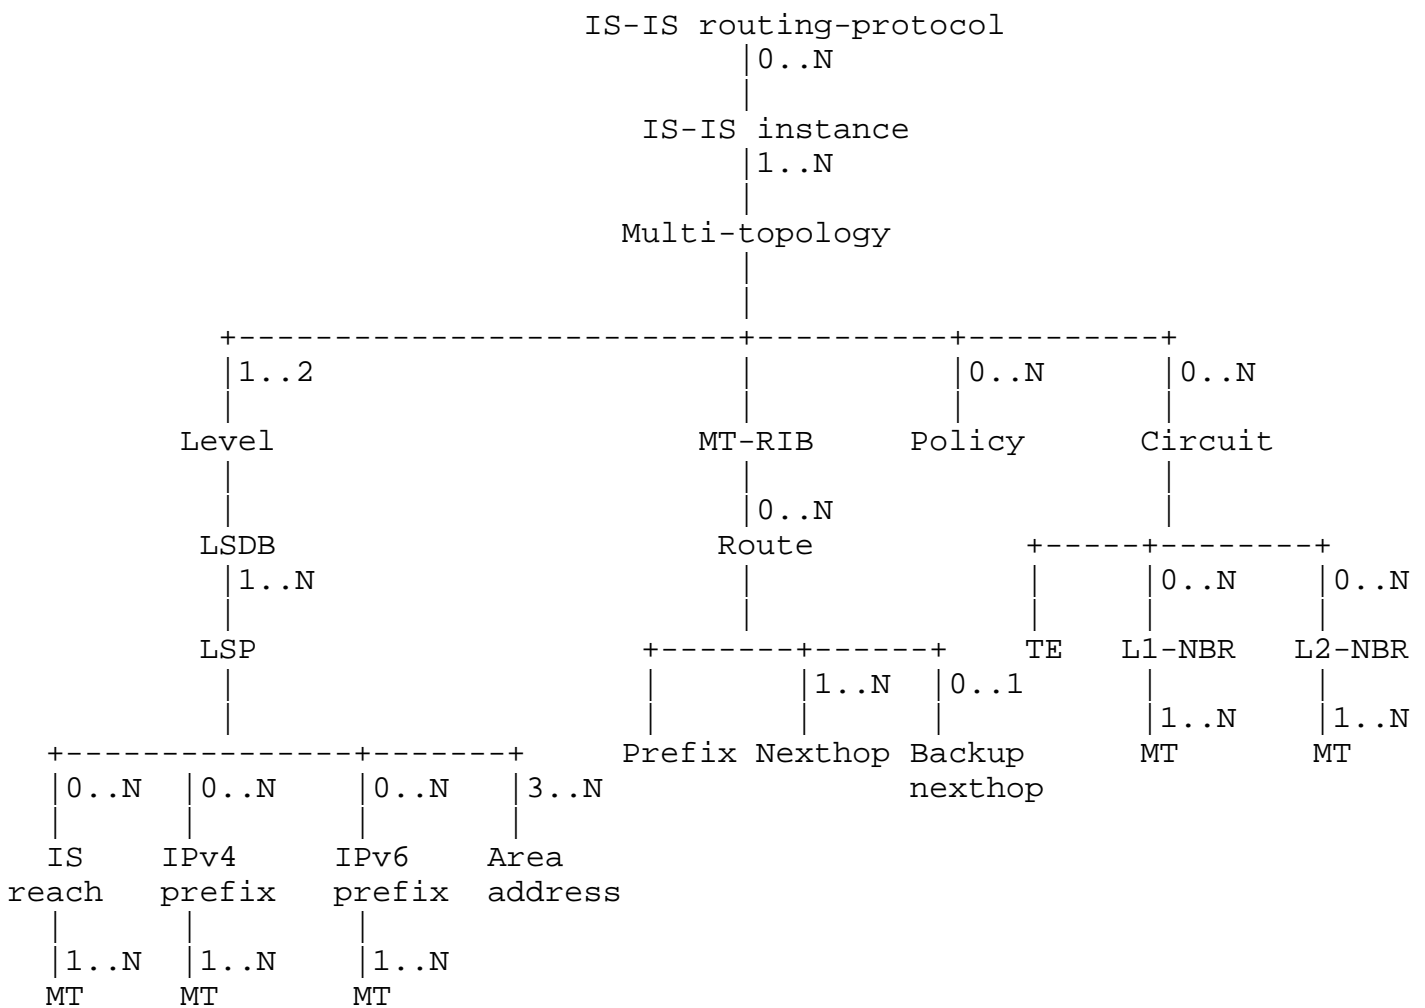 IS-IS routing-protocol
|0..N
|
IS-IS instance
|1..N
|
Multi-topology
|
|
+--------------------------+----------+----------+
|1..2 | |0..N |0..N
| | | |
Level MT-RIB Policy Circuit
| | |
| |0..N |
LSDB Route +-----+--------+
|1..N | | |0..N |0..N
| | | | |
LSP +-------+------+ TE L1-NBR L2-NBR
| | |1..N |0..1 | |
| | | | |1..N |1..N
+---------------+-------+ Prefix Nexthop Backup MT MT
|0..N |0..N |0..N |3..N nexthop
| | | |
IS IPv4 IPv6 Area
reach prefix prefix address
| | |
|1..N |1..N |1..N
MT MT MT